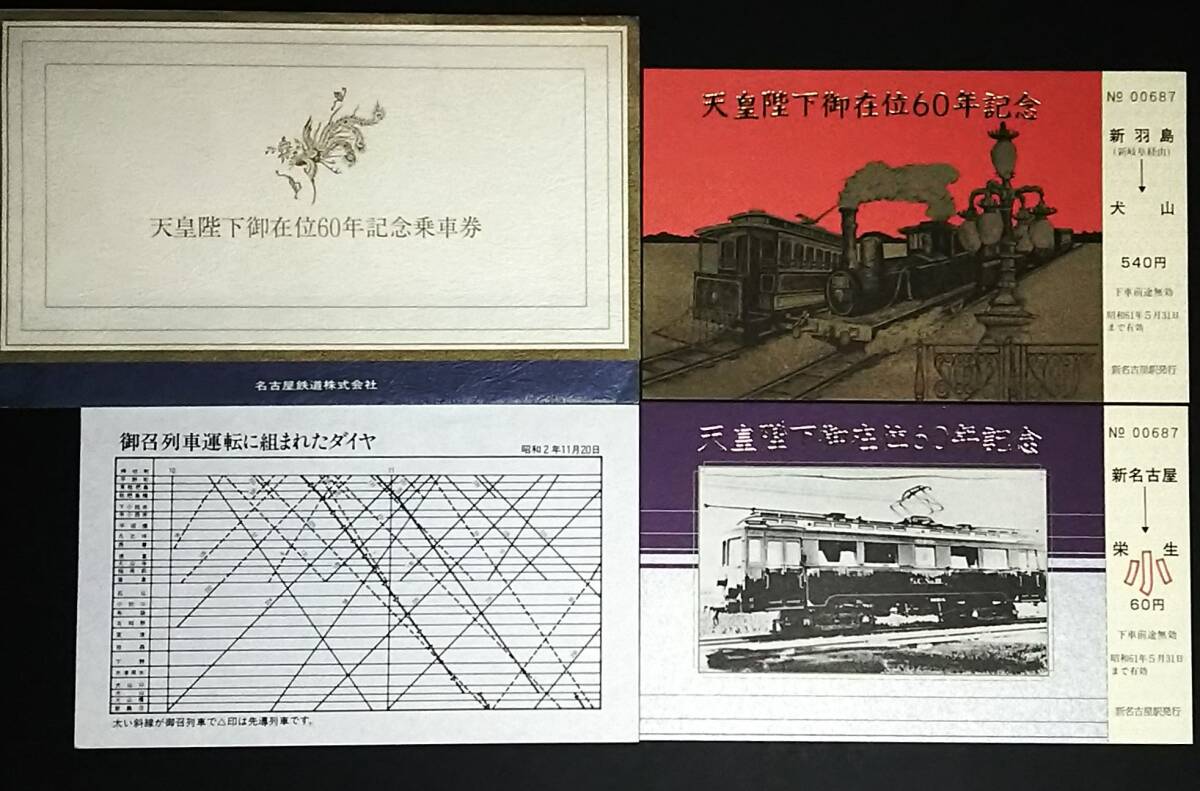 天皇陛下御在位60年記念乗車券
名古屋鉄道株式会社
天皇陛下御在位60年記念
№ 00687
新羽島
(新岐阜経由)
犬山
540円
下車前途無効
昭和61年5月31日
まで有効
新名古屋駅発行
御召列車運転に組まれたダイヤ
昭和2年11月20日
10
11
太い斜線が御召列車で△印は先導列車です。
天皇陛下御在位60年記念
№ 00687
新名古屋
栄生
小
60円
下車前途無効
昭和61年5月31日
まで有効
新名古屋駅発行